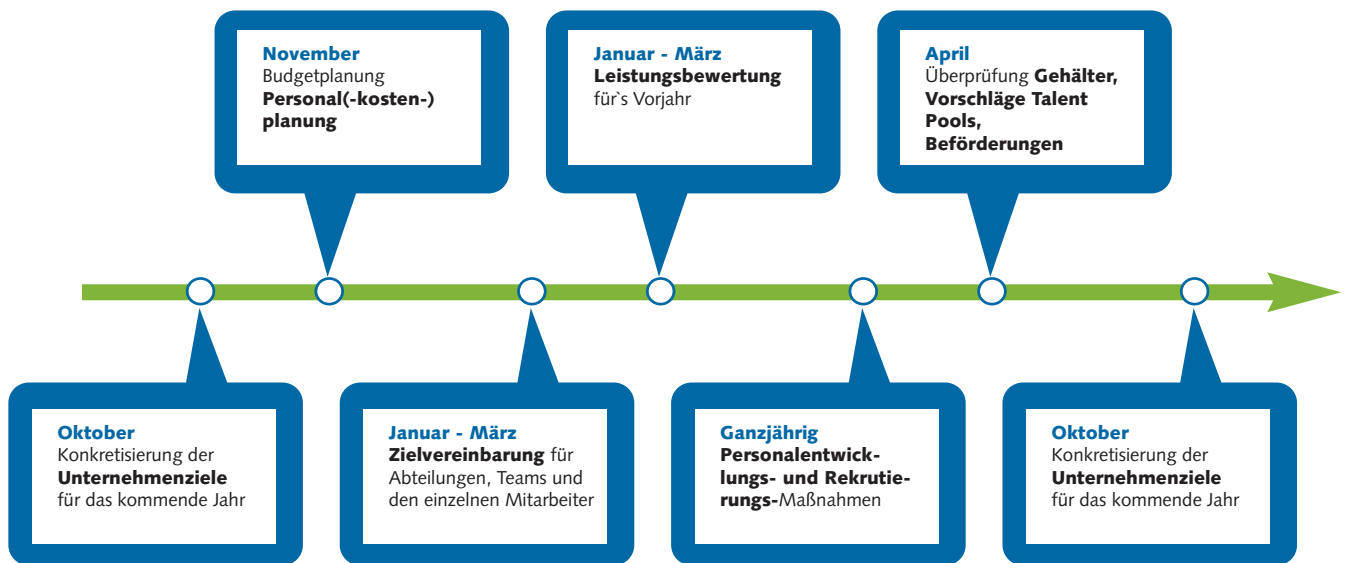 November
Budgetplanung
Personal(-kosten-)
planung
Januar - März
Leistungsbewertung
für`s Vorjahr
April
Überprüfung Gehälter,
Vorschläge Talent
Pools,
Beförderungen
Oktober
Konkretisierung der
Unternehmenziele
für das kommende Jahr
Januar - März
Zielvereinbarung für
Abteilungen, Teams und
den einzelnen Mitarbeiter
Ganzjährig
Personalentwick-
lungs- und Rekrutie-
rungs-Maßnahmen
Oktober
Konkretisierung der
Unternehmenziele
für das kommende Jahr